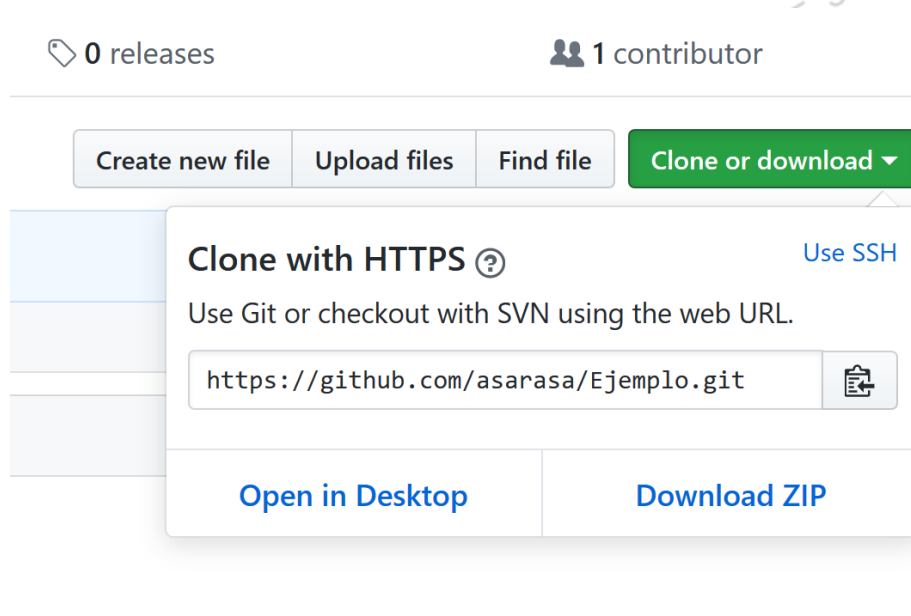 0 releases
1 contributor
Create new file
Upload files
Find file
Clone or download
Clone with HTTPS
Use SSH
Use Git or checkout with SVN using the web URL.
https://github.com/asarasa/Ejemplo.git
Open in Desktop
Download ZIP